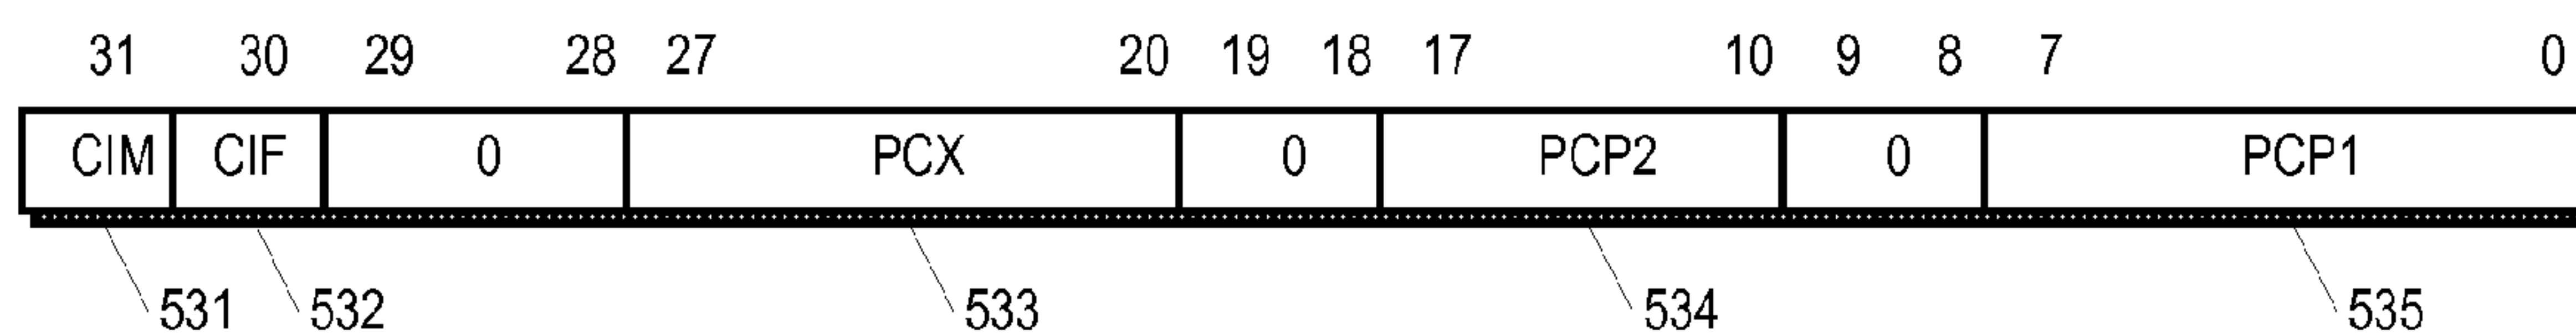 31 30 29 28 27 20 19 18 17 10 9 8 7 0
CIM CIF 0 PCX 0 PCP2 0 PCP1
531 532 533 534 535